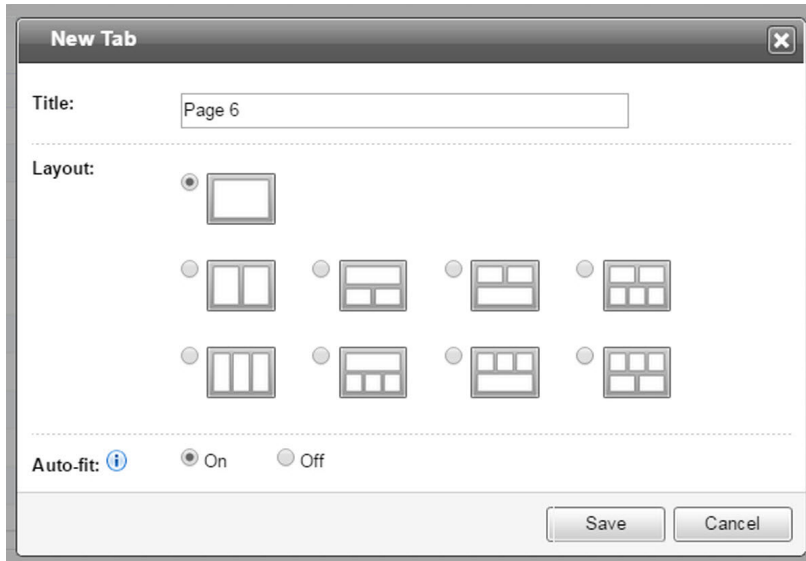 New Tab
Title:
Page 6
Layout:
Auto-fit:
On
Off
Save
Cancel